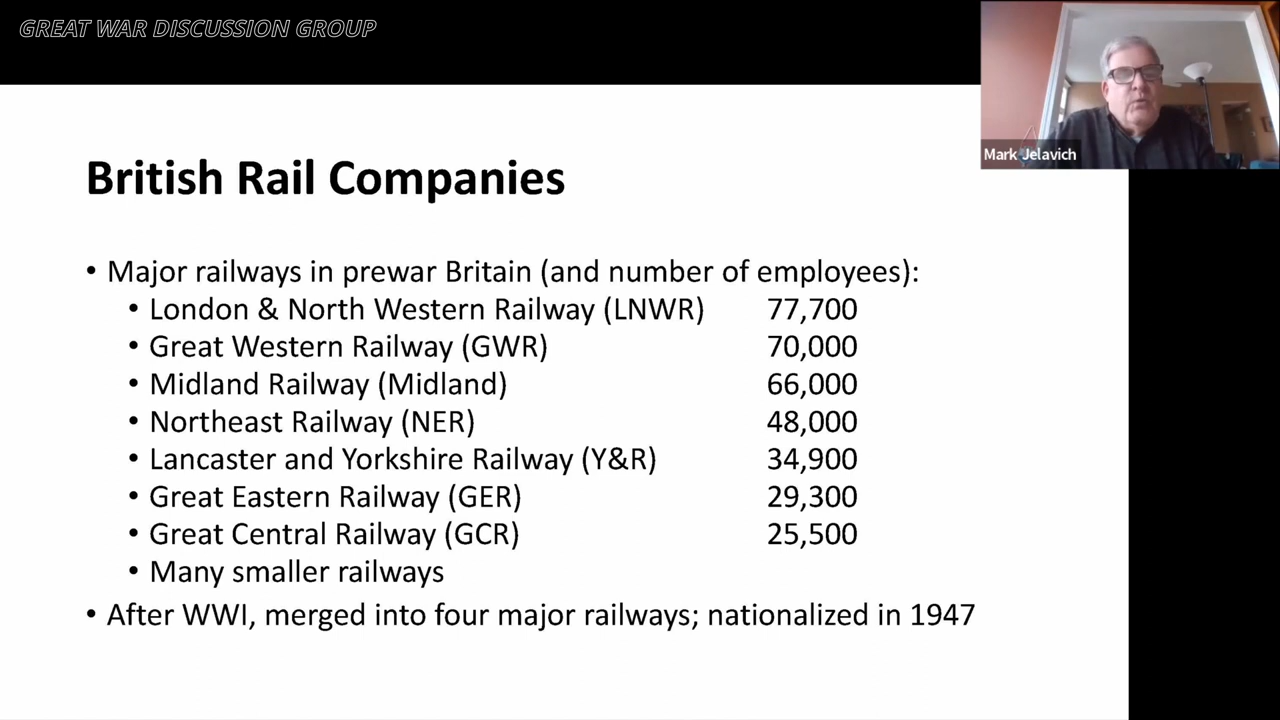 GREAT WAR DISCUSSION GROUP
Mark Jelavich
British Rail Companies
• Major railways in prewar Britain (and number of employees):
• London & North Western Railway (LNWR) 77,700
• Great Western Railway (GWR) 70,000
• Midland Railway (Midland) 66,000
• Northeast Railway (NER) 48,000
• Lancaster and Yorkshire Railway (Y&R) 34,900
• Great Eastern Railway (GER) 29,300
• Great Central Railway (GCR) 25,500
• Many smaller railways
• After WWI, merged into four major railways; nationalized in 1947